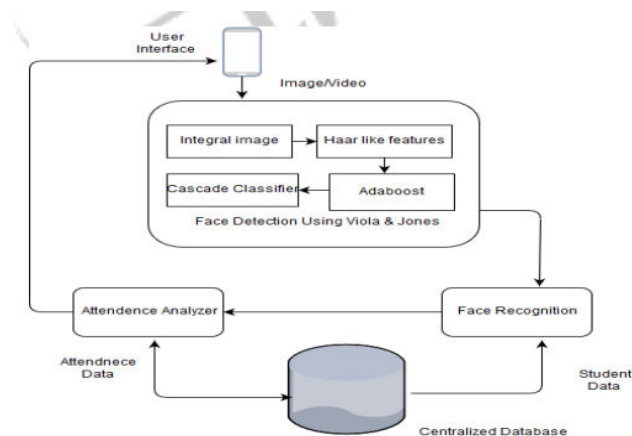 User
Interface
Image/Video
Integral image
Haar like features
Cascade Classifier
Adaboost
Face Detection Using Viola & Jones
Attendence Analyzer
Face Recognition
Attendnece
Data
Student
Data
Centralized Database